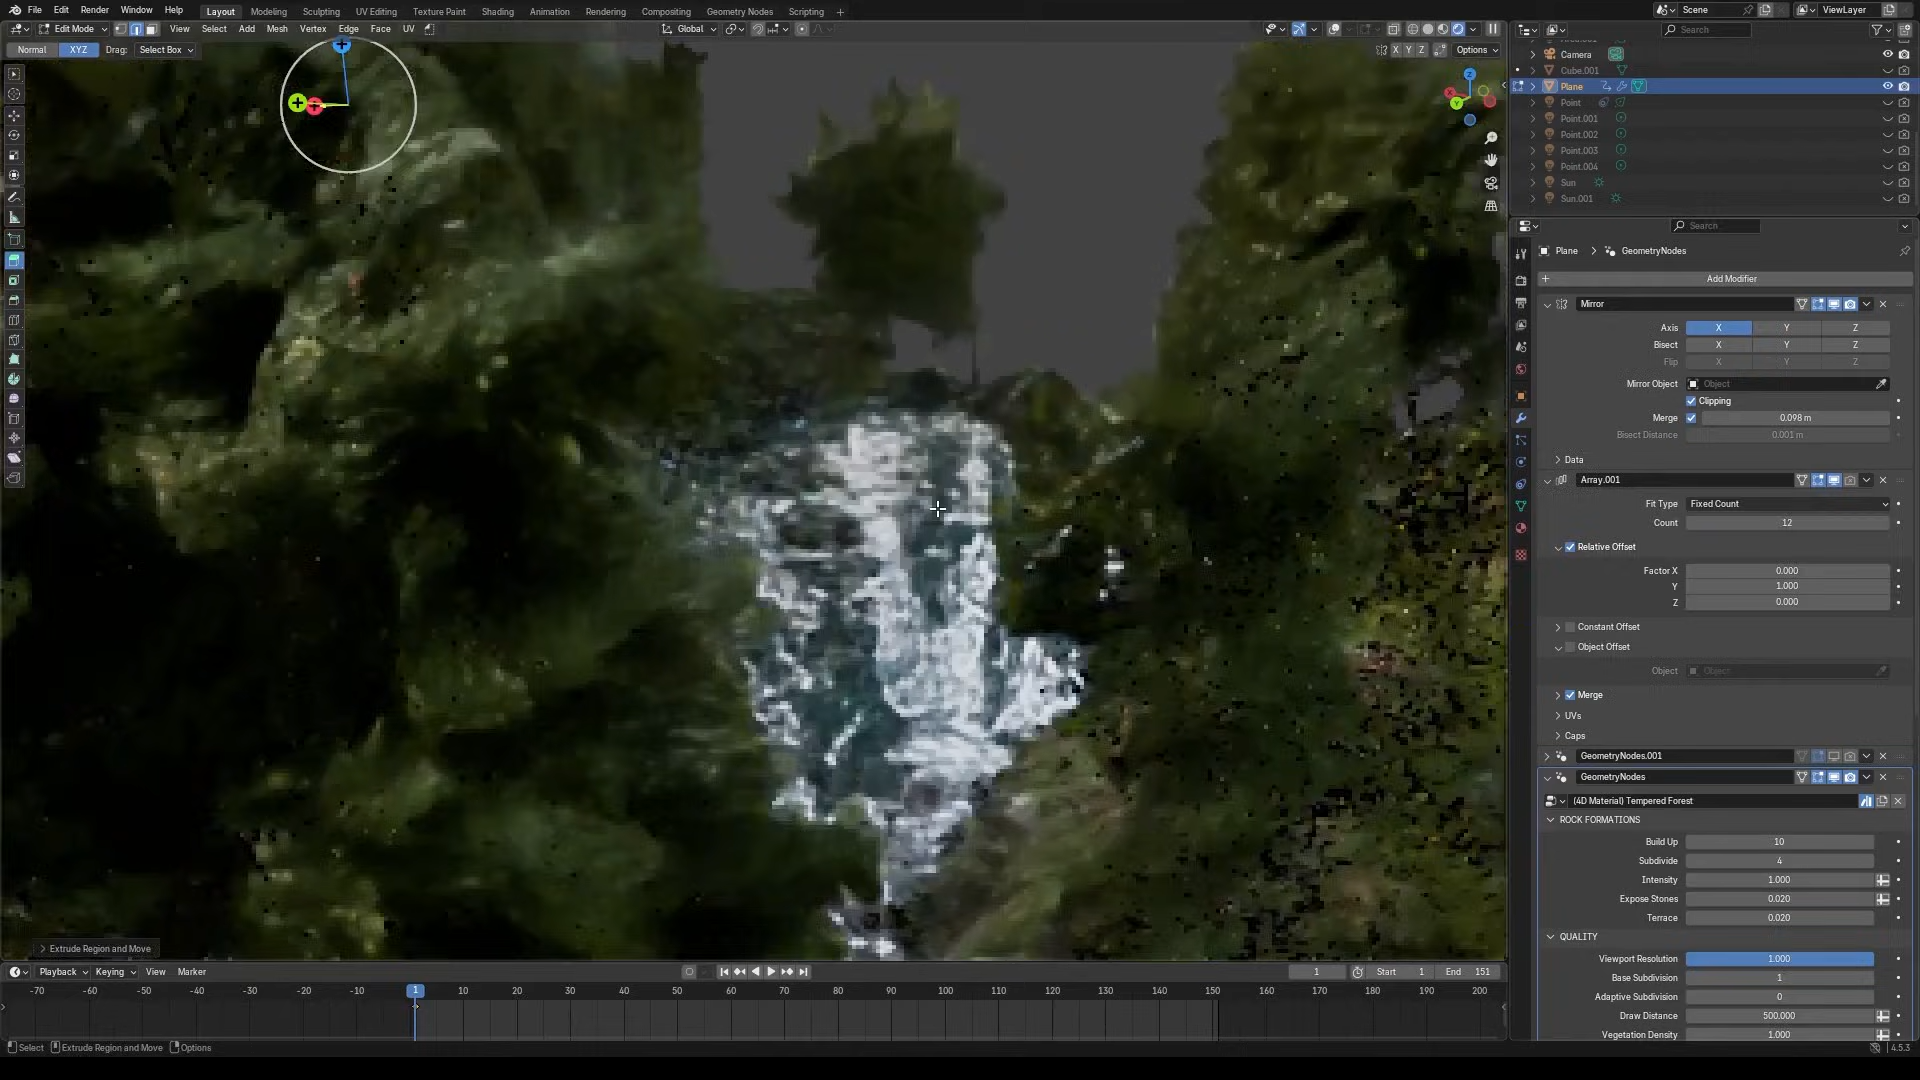 File Edit Render Window Help Layout Modeling Sculpting UV Editing Texture Paint Shading Animation Rendering Compositing Geometry Nodes Scripting + Scene ViewLayer
Edit Mode View Select Add Mesh Vertex Edge Face UV Global Search
Normal XYZ Drag: Select Box X Y Z Options
Camera
Cube.001
Plane
Point
Point.001
Point.002
Point.003
Point.004
Sun
Sun.001
Search
Plane > GeometryNodes
+ Add Modifier
Mirror
Axis X Y Z
Bisect X Y Z
Flip X Y Z
Mirror Object Object
Clipping
Merge 0.098 m
Bisect Distance 0.001 m
Data
Array.001
Fit Type Fixed Count
Count 12
Relative Offset
Factor X 0.000
Y 1.000
Z 0.000
Constant Offset
Object Offset
Object Object
Merge
UVs
Caps
GeometryNodes.001
GeometryNodes
(4D Material) Tempered Forest
ROCK FORMATIONS
Build Up 10
Subdivide 4
Intensity 1.000
Expose Stones 0.020
Terrace 0.020
QUALITY
Viewport Resolution 1.000
Base Subdivision 1
Adaptive Subdivision 0
Draw Distance 500.000
Vegetation Density 1.000
Extrude Region and Move
Playback Keying View Marker 1 Start 1 End 151
-70 -60 -50 -40 -30 -20 -10 1 10 20 30 40 50 60 70 80 90 100 110 120 130 140 150 160 170 180 190 200
Select Extrude Region and Move Options 4.5.3